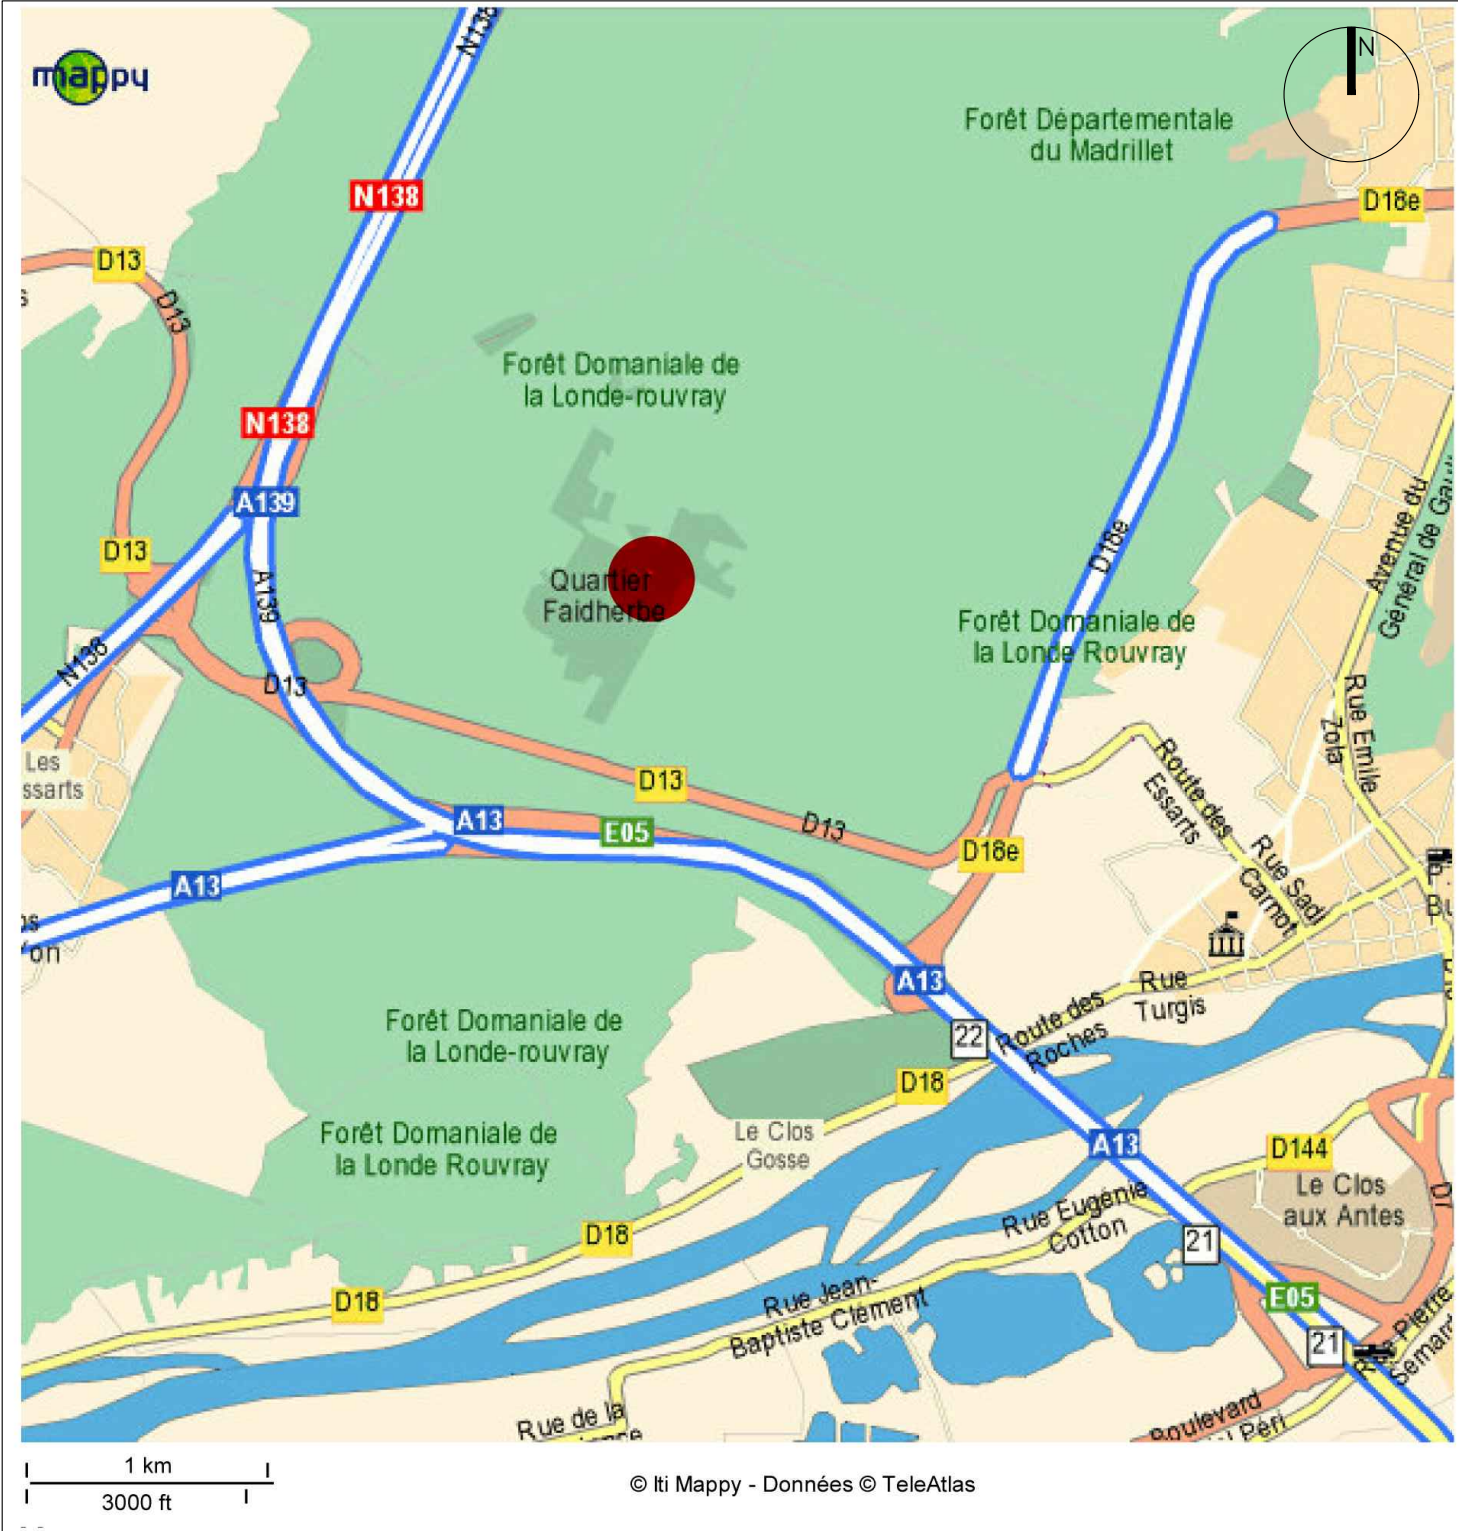 mappy
N138
N
Forêt Départementale
du Madrillet
N138
D18e
D13
D13
Forêt Domaniale de
la Londe-rouvray
N138
A139
Avenue du
D13
D18e
A139
Quartier
Faidherbe
Forêt Domaniale de
la Londe Rouvray
N138
D13
Rue Emile
Zola
Les
ssarts
D13
Route des
Essarts
A13
E05
D13
D18e
Rue Sadi
Carnot
A13
A13
Rue
Turgis
Forêt Domaniale de
la Londe-rouvray
22
Route des
Roches
D18
Forêt Domaniale de
la Londe Rouvray
Le Clos
Gosse
A13
D144
Le Clos
aux Antes
Rue Eugénie
Cotton
D18
21
D18
Rue Jean-
Baptiste Clément
E05
21
Rue de la
Boulevard
Péri
1 km
3000 ft
© Iti Mappy - Données © TeleAtlas